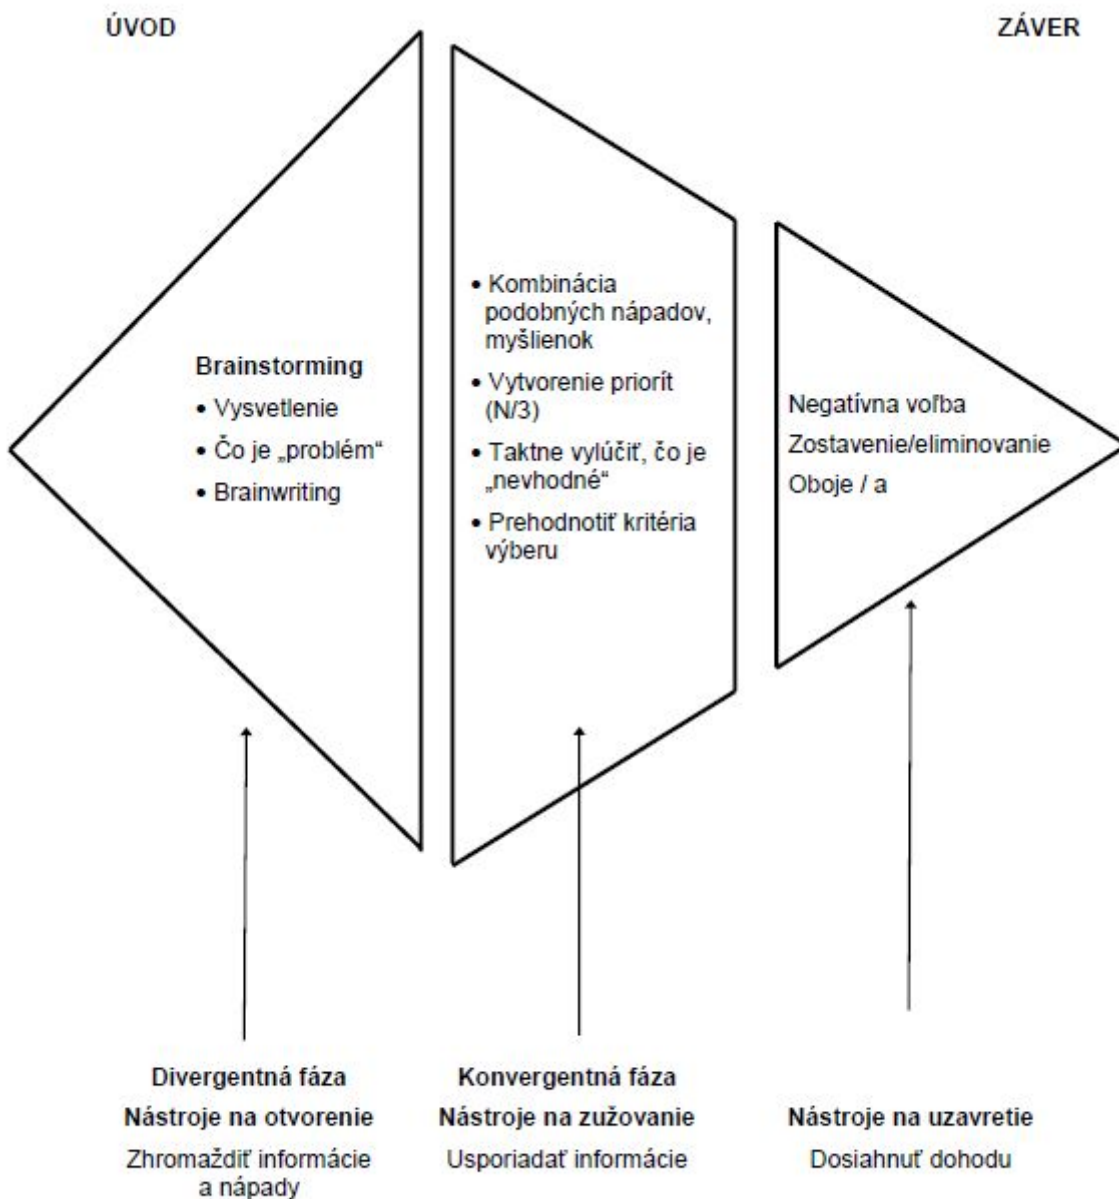 ÚVOD
ZÁVER
Brainstorming
• Vysvetlenie
• Čo je „problém“
• Brainwriting
• Kombinácia
podobných nápadov,
myšlienok
• Vytvorenie priorít
(N/3)
• Taktne vylúčiť, čo je
„nevhodné“
• Prehodnotiť kritéria
výberu
Negatívna voľba
Zostavenie/eliminovanie
Oboje / a
Divergentná fáza
Nástroje na otvorenie
Zhromaždiť informácie
a nápady
Konvergentná fáza
Nástroje na zužovanie
Usporiadať informácie
Nástroje na uzavretie
Dosiahnuť dohodu